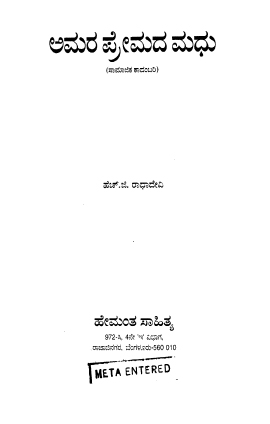 ಅಮರ ಪ್ರೇಮದ ಮಧು
(ಸಾಮಾಜಿಕ ಕಾದಂಬರಿ)
ಹೆಚ್.ಜಿ. ರಾಧಾದೇವಿ
ಹೇಮಂತ ಸಾಹಿತ್ಯ
972-ಸಿ, 4ನೇ 'ಇ' ವಿಭಾಗ,
ರಾಜಾಜಿನಗರ, ಬೆಂಗಳೂರು-560 010
META ENTERED